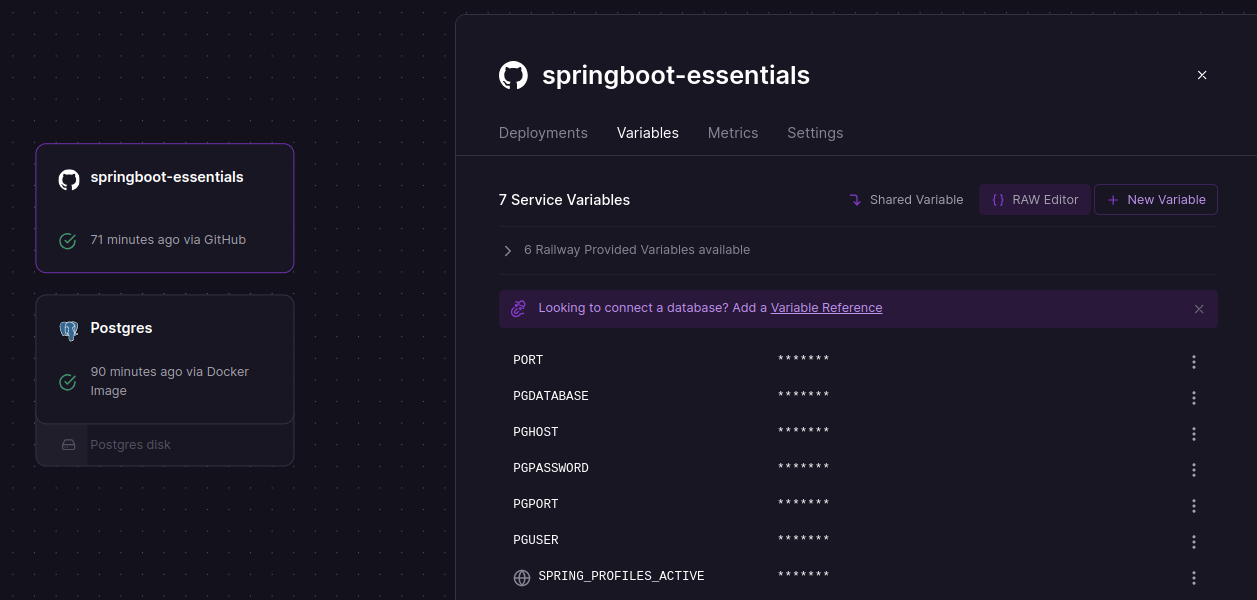 springboot-essentials
71 minutes ago via GitHub
Postgres
90 minutes ago via Docker
Image
Postgres disk
springboot-essentials
Deployments Variables Metrics Settings
7 Service Variables Shared Variable {} RAW Editor + New Variable
6 Railway Provided Variables available
Looking to connect a database? Add a Variable Reference
PORT *******
PGDATABASE *******
PGHOST *******
PGPASSWORD *******
PGPORT *******
PGUSER *******
SPRING_PROFILES_ACTIVE *******